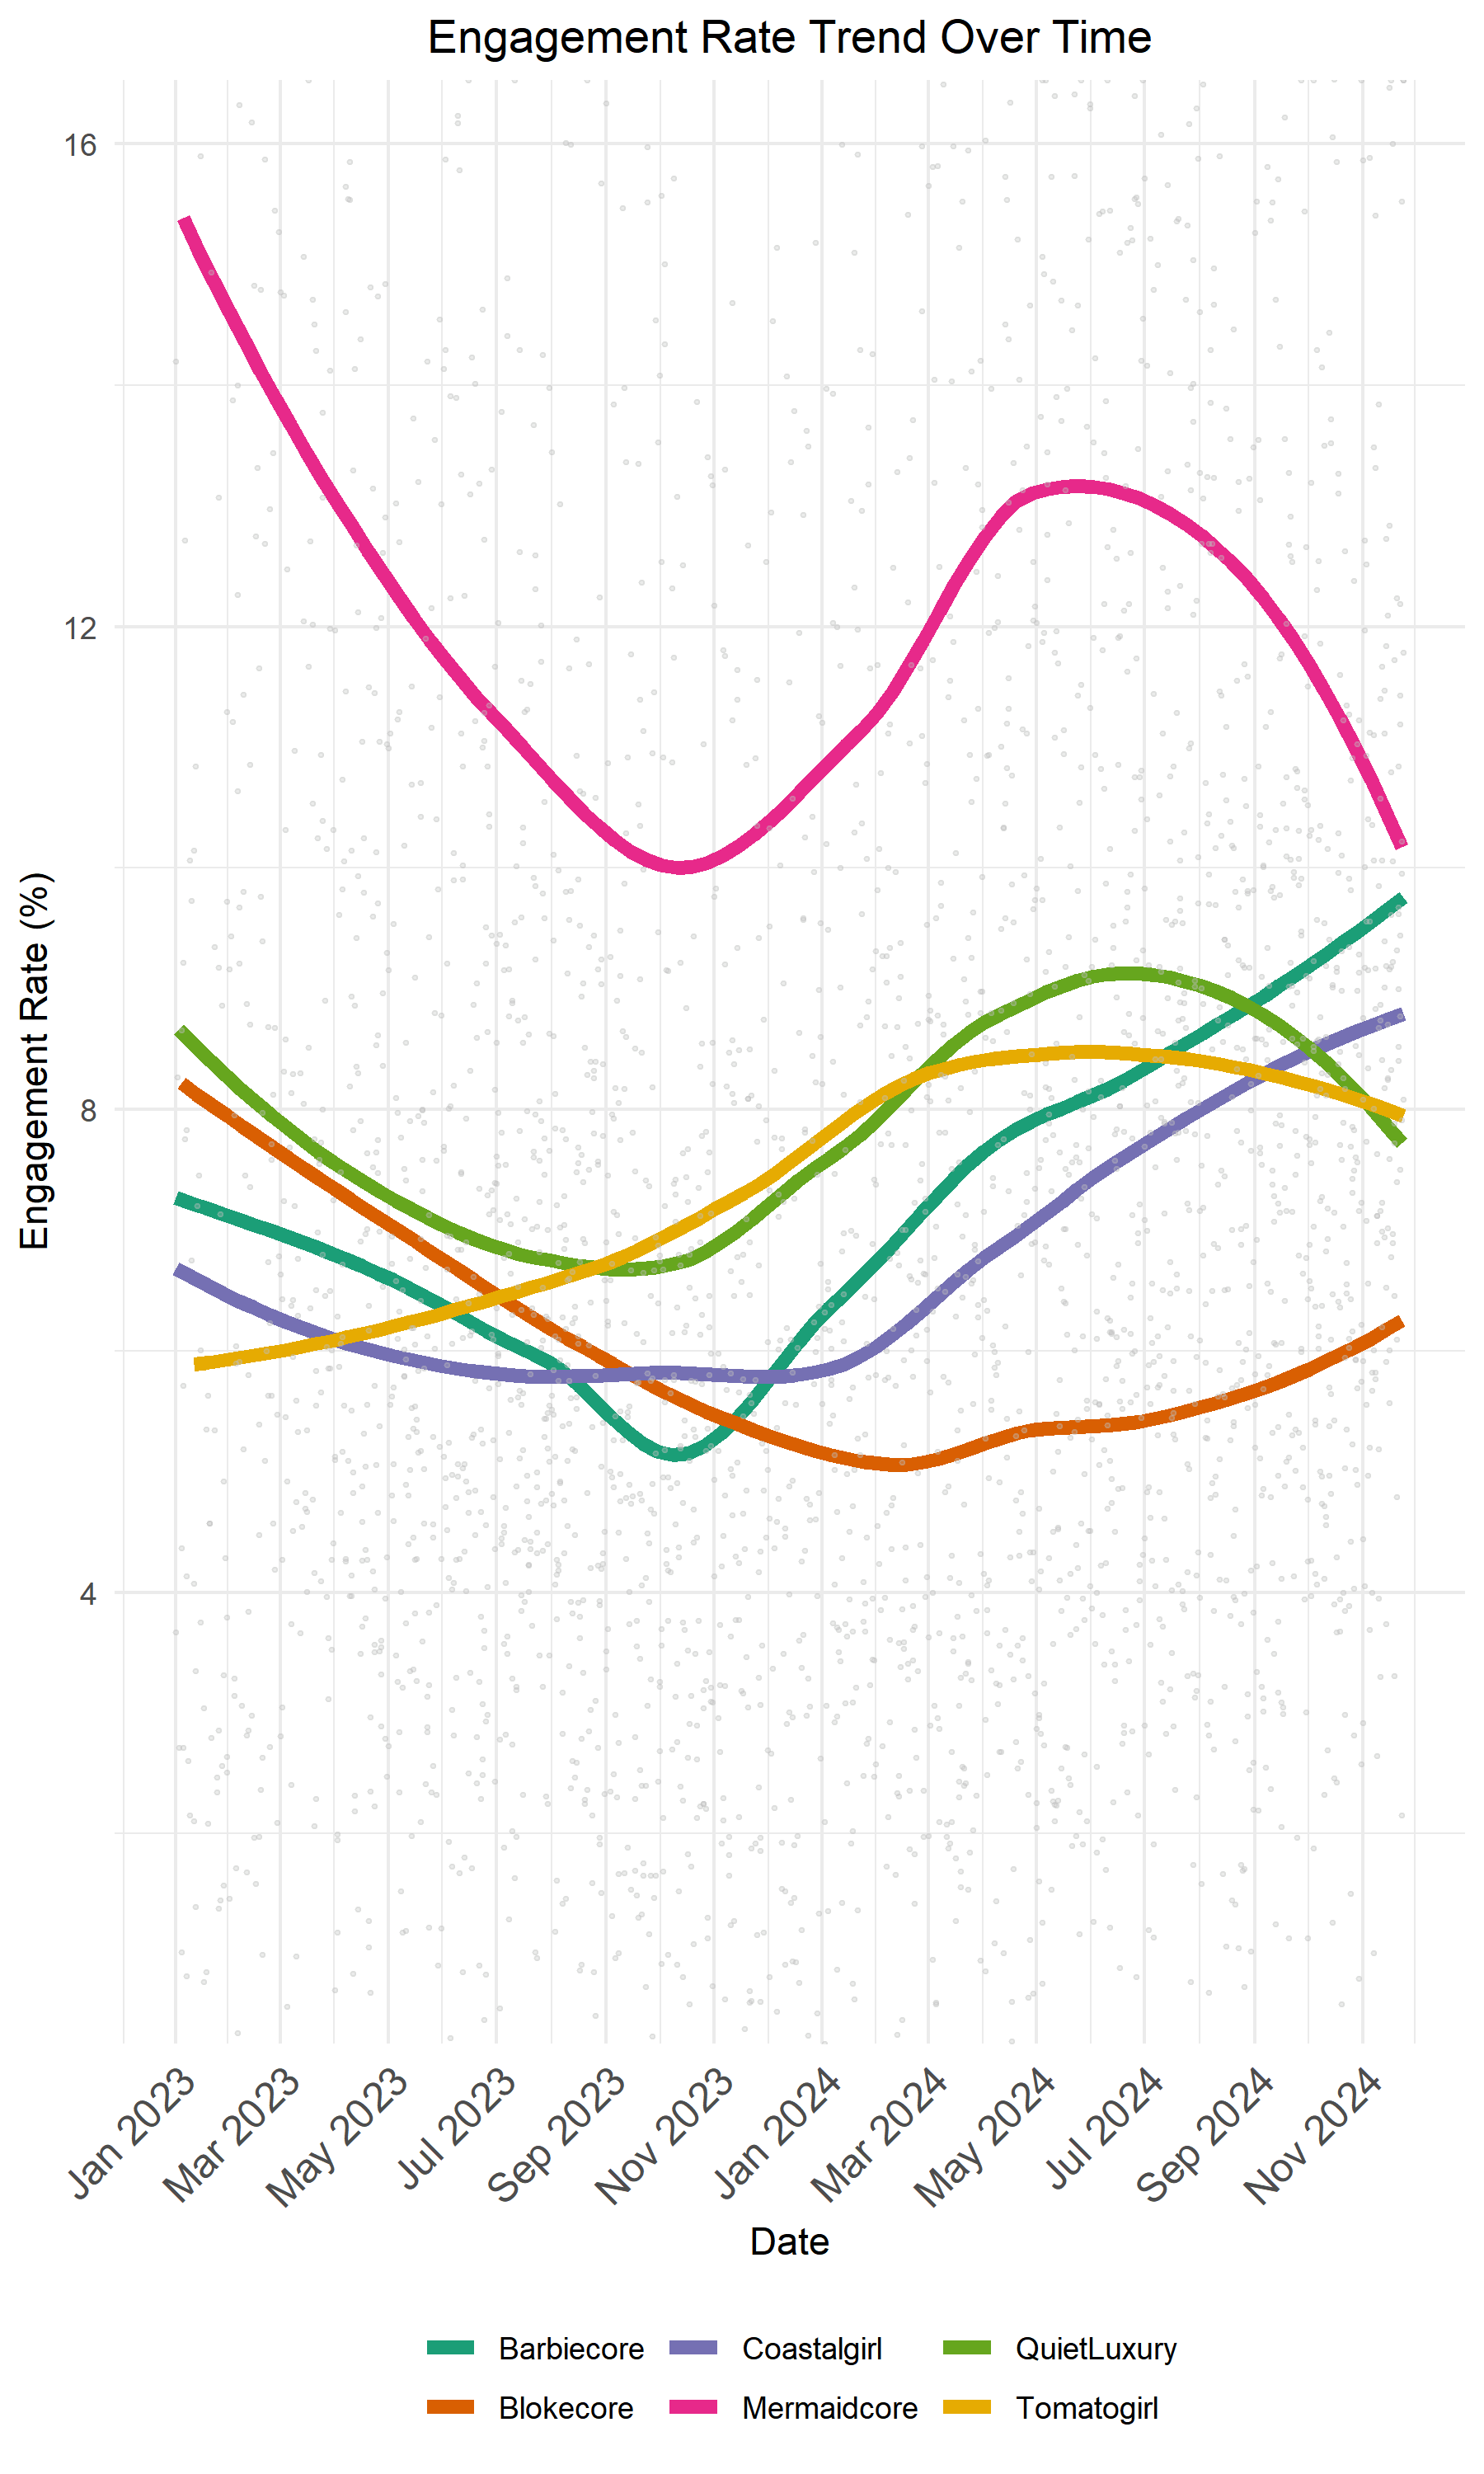 Engagement Rate Trend Over Time
Engagement Rate (%)
16
12
8
4
Jan 2023
Mar 2023
May 2023
Jul 2023
Sep 2023
Nov 2023
Jan 2024
Mar 2024
May 2024
Jul 2024
Sep 2024
Nov 2024
Date
Barbiecore
Coastalgirl
QuietLuxury
Blokecore
Mermaidcore
Tomatogirl